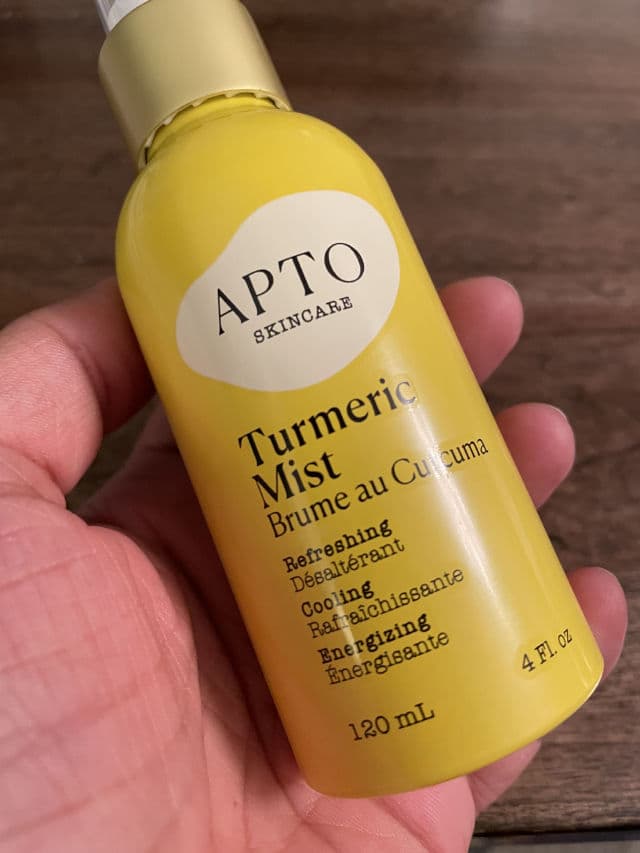 APTO
SKINCARE
Turmeric
Mist
Brume au Curcuma
Refreshing
Désaltérant
Cooling
Rafraîchissante
Energizing
Énergisante
120 mL
4 Fl. oz